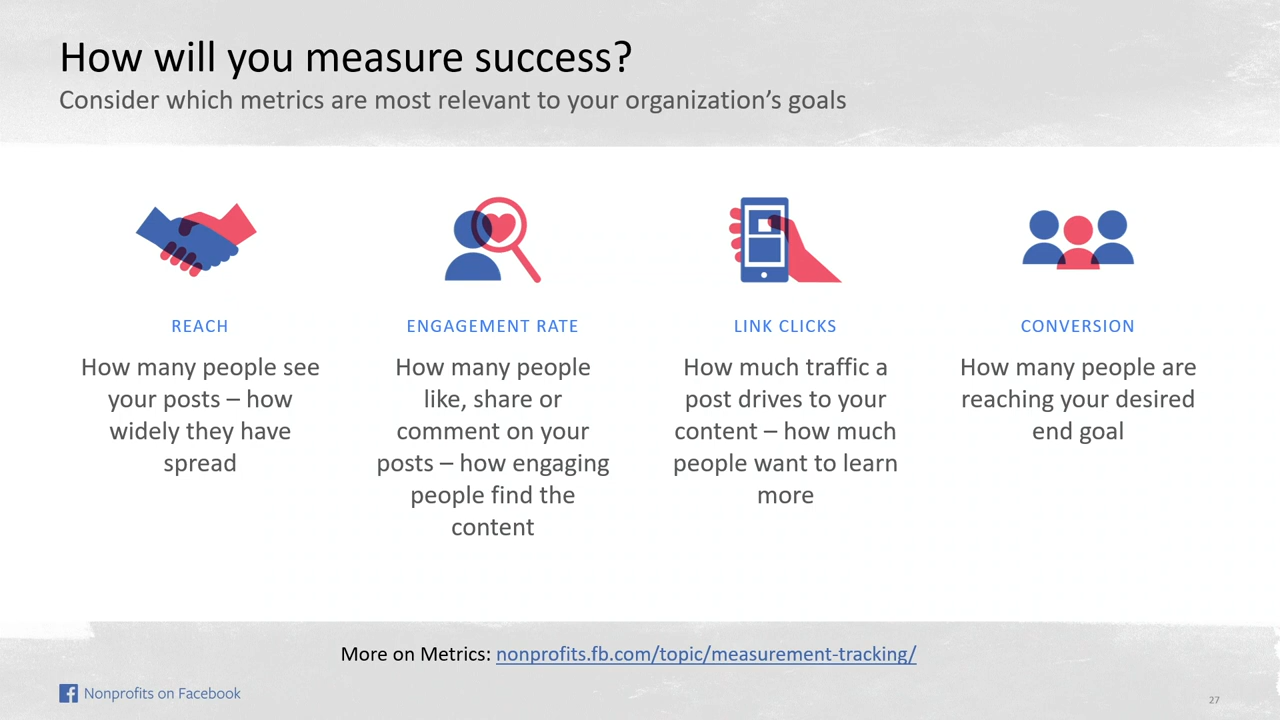 How will you measure success?
Consider which metrics are most relevant to your organization's goals
REACH
How many people see
your posts – how
widely they have
spread
ENGAGEMENT RATE
How many people
like, share or
comment on your
posts – how engaging
people find the
content
LINK CLICKS
How much traffic a
post drives to your
content – how much
people want to learn
more
CONVERSION
How many people are
reaching your desired
end goal
More on Metrics: nonprofits.fb.com/topic/measurement-tracking/
Nonprofits on Facebook
27